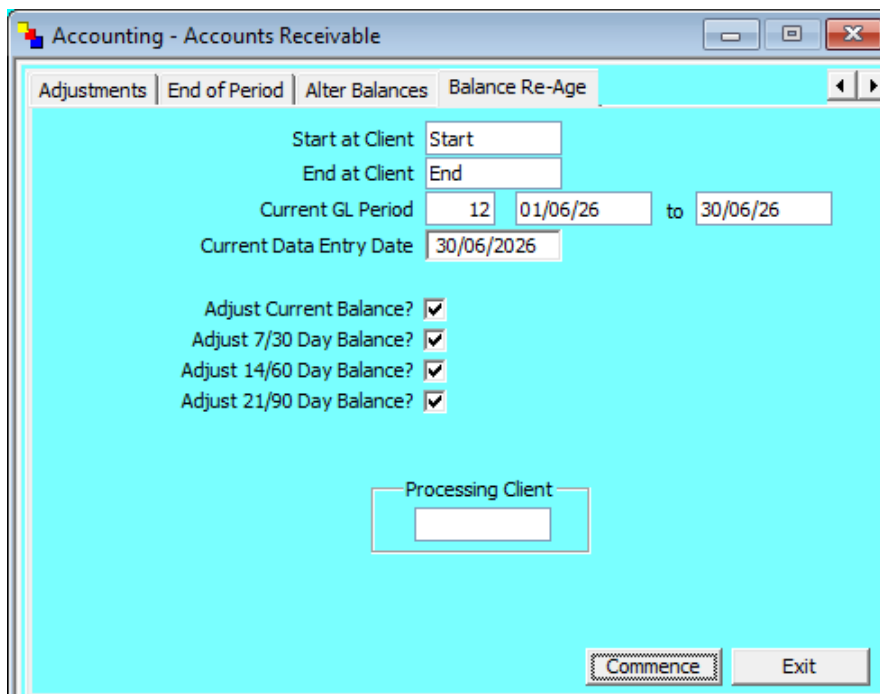 Accounting - Accounts Receivable
Adjustments End of Period Alter Balances Balance Re-Age
Start at Client Start
End at Client End
Current GL Period 12 01/06/26 to 30/06/26
Current Data Entry Date 30/06/2026
Adjust Current Balance?
Adjust 7/30 Day Balance?
Adjust 14/60 Day Balance?
Adjust 21/90 Day Balance?
Processing Client
Commence Exit